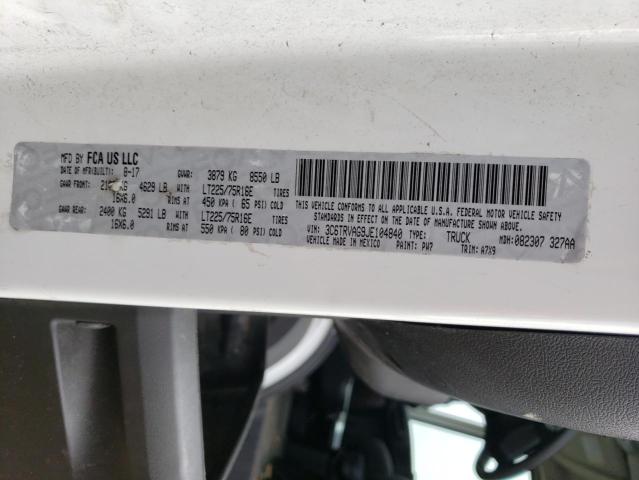 MFD BY FCA US LLC
DATE OF MFR(BUILT): 8-17 GVWR: 3879 KG 8550 LB
GAWR FRONT: KG 4629 LB WITH LT225/75R16E TIRES
16X6.0 RIMS AT 450 KPA ( 65 PSI) COLD
GAWR REAR: 2400 KG 5291 LB WITH LT225/75R16E TIRES
16X6.0 RIMS AT 550 KPA ( 80 PSI) COLD
THIS VEHICLE CONFORMS TO ALL APPLICABLE U.S.A. FEDERAL MOTOR VEHICLE SAFETY
STANDARDS IN EFFECT ON THE DATE OF MANUFACTURE SHOWN ABOVE.
VIN: 3C6TRVAG9JE104840 TYPE: TRUCK MDH: 082307 327AA
VEHICLE MADE IN MEXICO PAINT: PW7 TRIM: A7X9